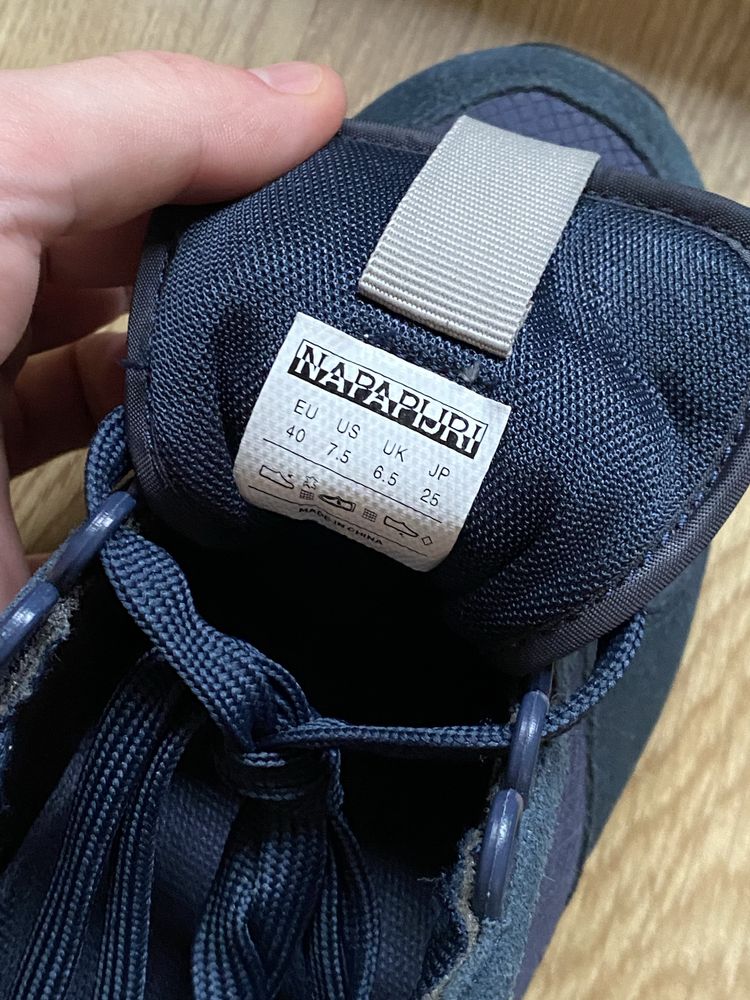 NAPAPIJRI
EU US UK JP
40 7.5 6.5 25
MADE IN CHINA